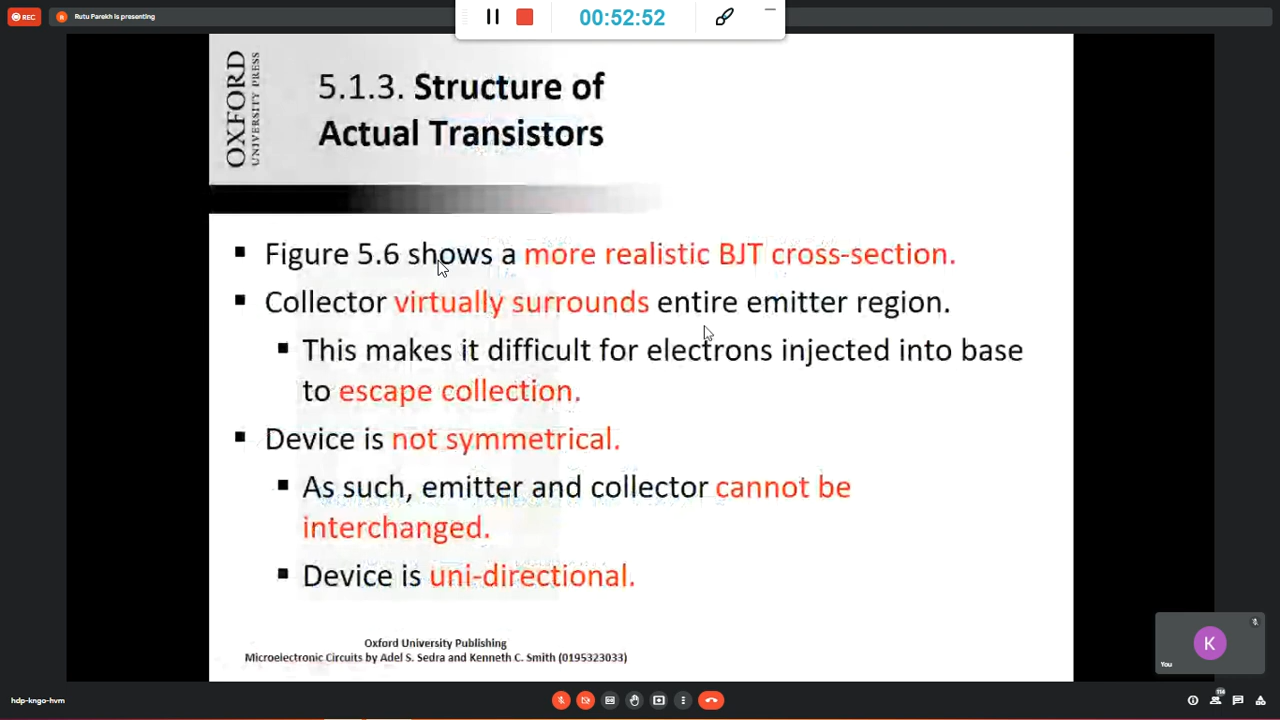 REC
R
Rutu Parekh is presenting
00:52:52
OXFORD
UNIVERSITY PRESS
5.1.3. Structure of
Actual Transistors
Figure 5.6 shows a more realistic BJT cross-section.
Collector virtually surrounds entire emitter region.
This makes it difficult for electrons injected into base
to escape collection.
Device is not symmetrical.
As such, emitter and collector cannot be
interchanged.
Device is uni-directional.
Oxford University Publishing
Microelectronic Circuits by Adel S. Sedra and Kenneth C. Smith (0195323033)
K
You
hdp-kngo-hvm
114